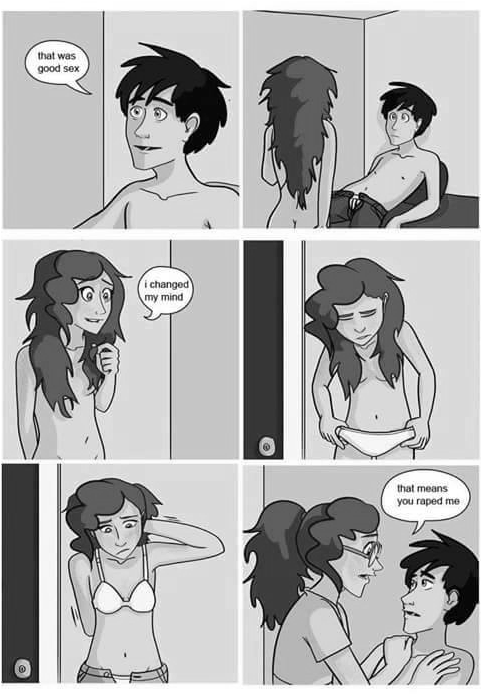 that was
good sex
i changed
my mind
that means
you raped me